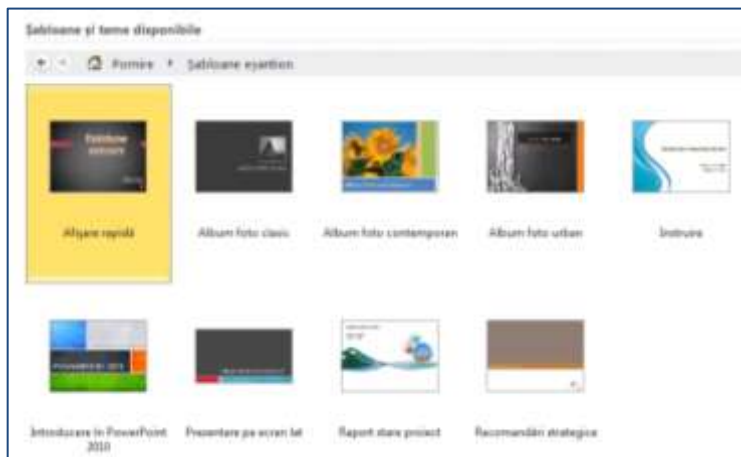 Șabloane și teme disponibile
Pornire ▸ Șabloane eșantion
Afișare rapidă
Album foto clasic
Album foto contemporan
Album foto urban
Instruire
Introducere în PowerPoint 2010
Prezentare pe ecran lat
Raport stare proiect
Recomandări strategice